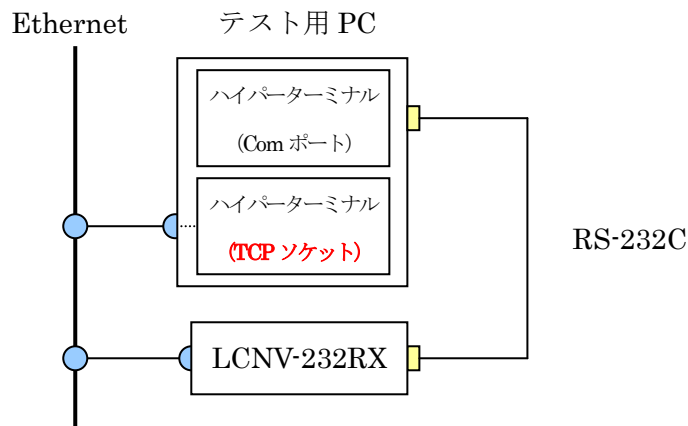 Ethernet
テスト用 PC
ハイパーターミナル
(Com ポート)
ハイパーターミナル
(TCP ソケット)
RS-232C
LCNV-232RX